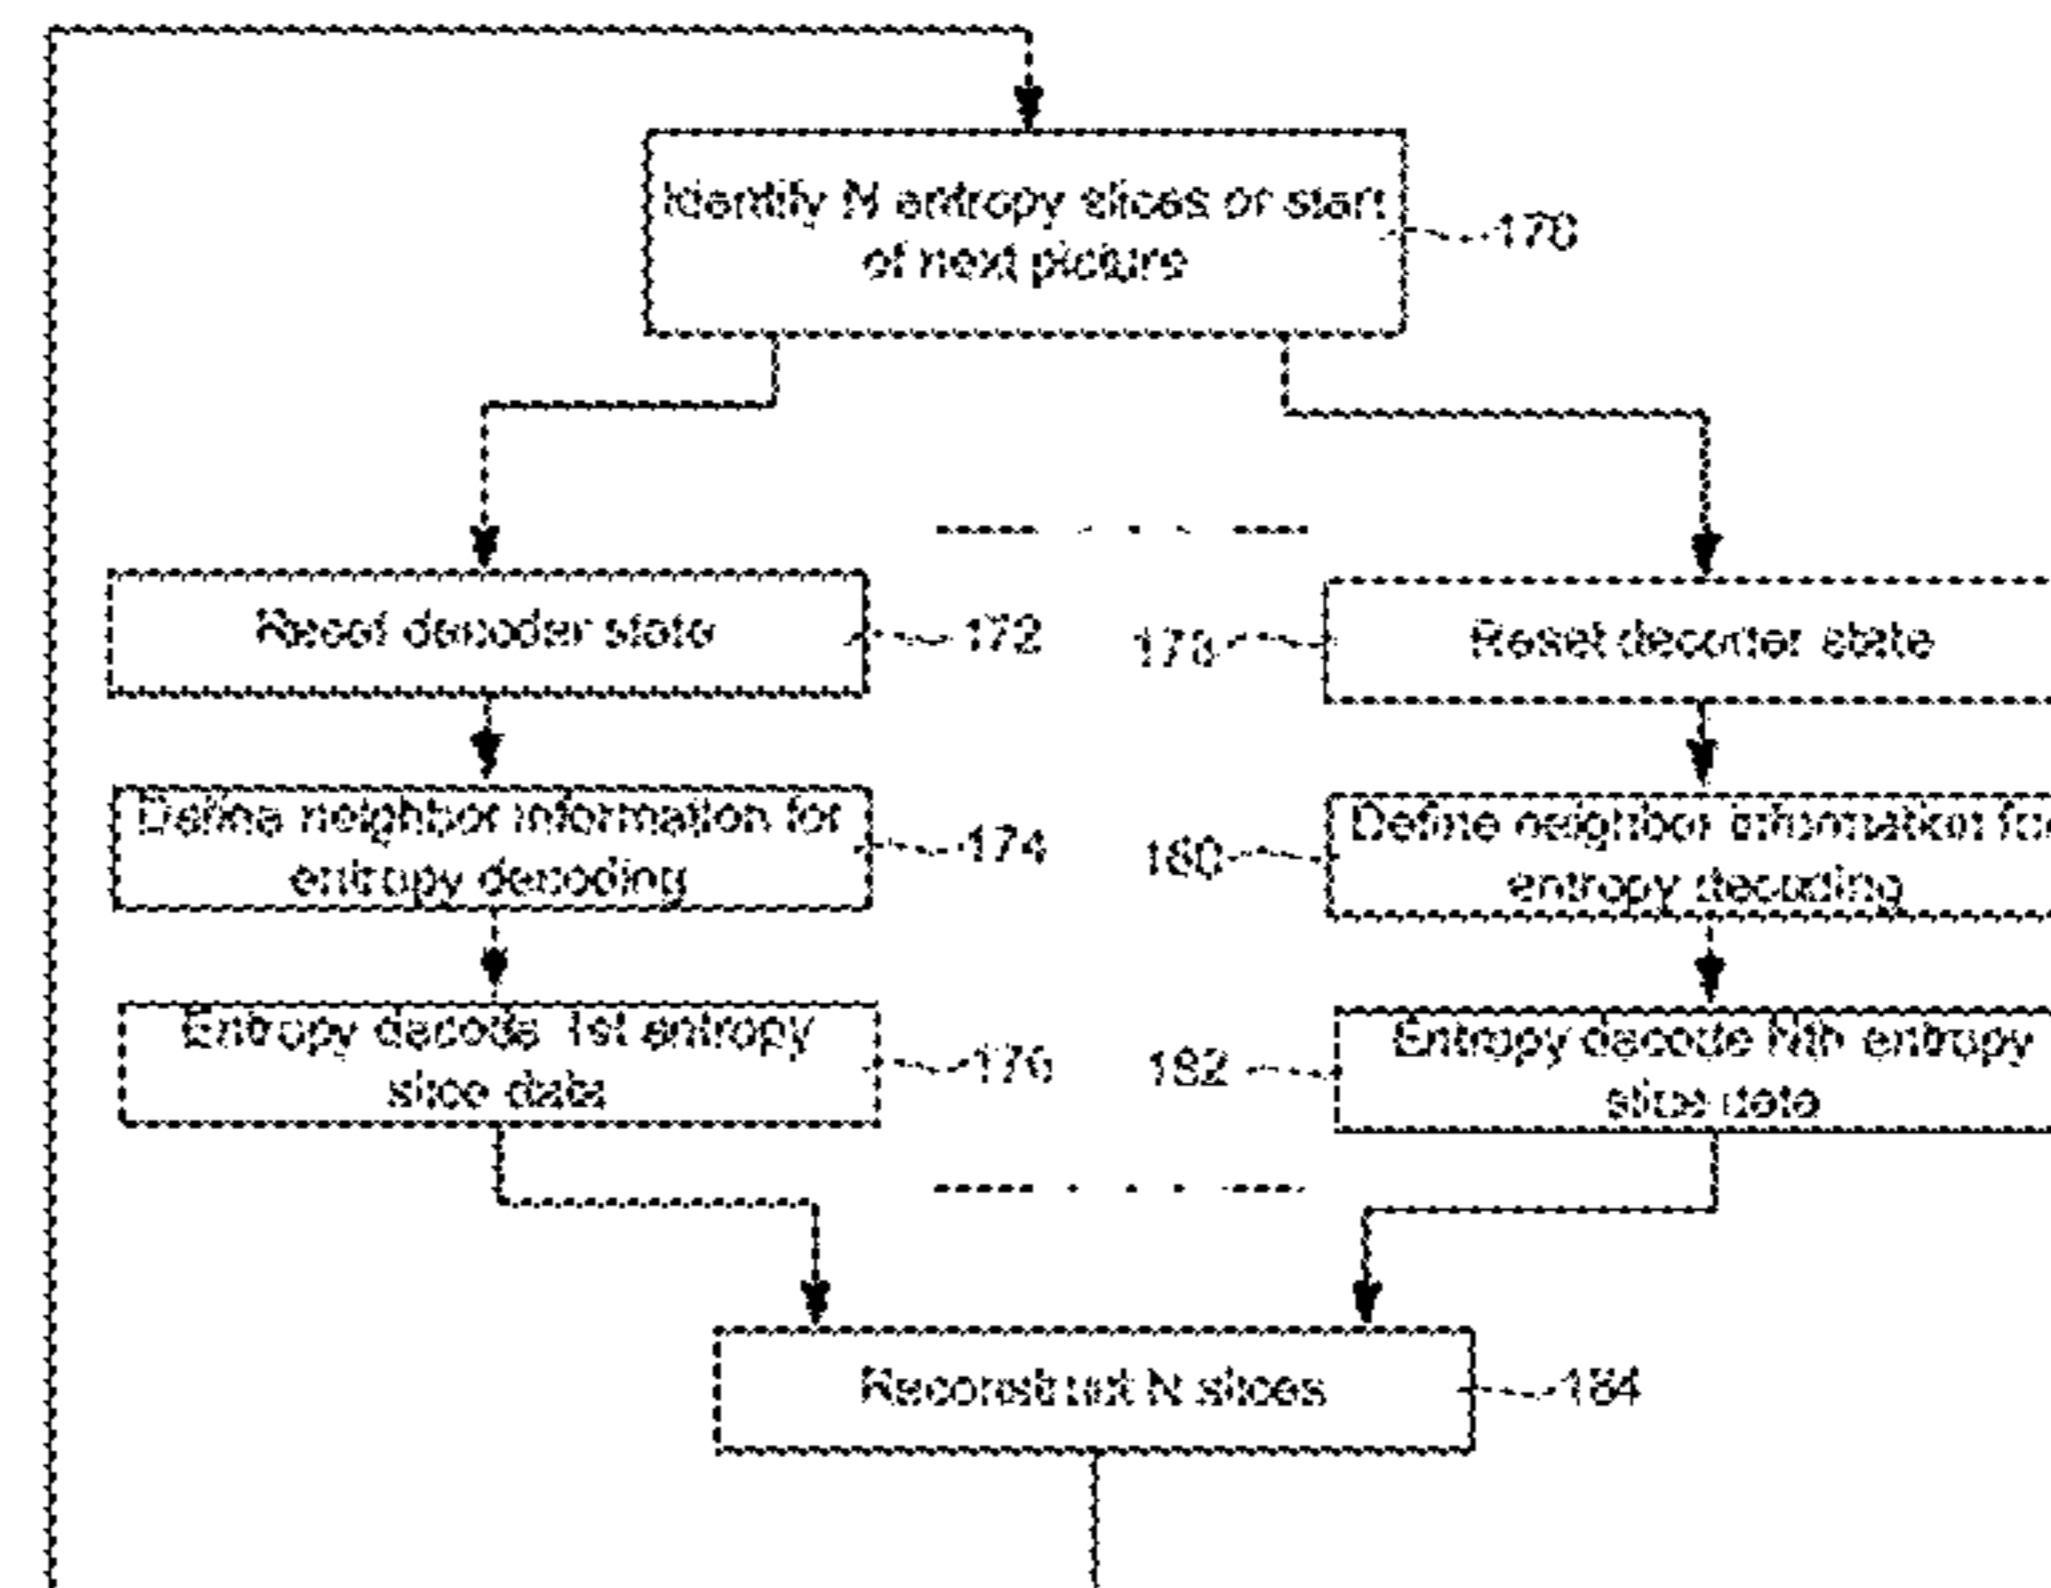 Identify N entropy slices or start
of next picture
170
Reset decoder state
172
178
Reset decoder state
Define neighbor information for
entropy decoding
174
180
Define neighbor information for
entropy decoding
Entropy decode 1st entropy
slice data
176
182
Entropy decode Nth entropy
slice data
Reconstruct N slices
184